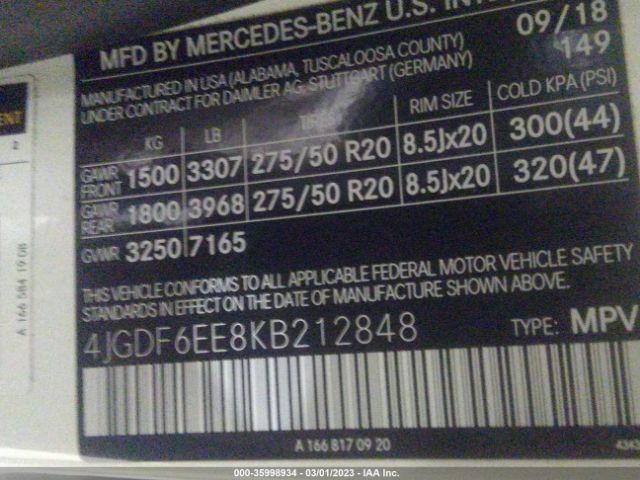 MFD BY MERCEDES-BENZ U.S.
09/18
MANUFACTURED IN USA (ALABAMA, TUSCALOOSA COUNTY) 149
UNDER CONTRACT FOR DAIMLER AG, STUTTGART (GERMANY)
KG LB RIM SIZE COLD KPA (PSI)
GAWR FRONT 1500 3307 275/50 R20 8.5Jx20 300(44)
GAWR REAR 1800 3968 275/50 R20 8.5Jx20 320(47)
GVWR 3250 7165
THIS VEHICLE CONFORMS TO ALL APPLICABLE FEDERAL MOTOR VEHICLE SAFETY
STANDARDS IN EFFECT ON THE DATE OF MANUFACTURE SHOWN ABOVE.
4JGDF6EE8KB212848 TYPE: MPV
A 166 817 09 20
A 166 584 19 08
000-35998934 - 03/01/2023 - IAA Inc.